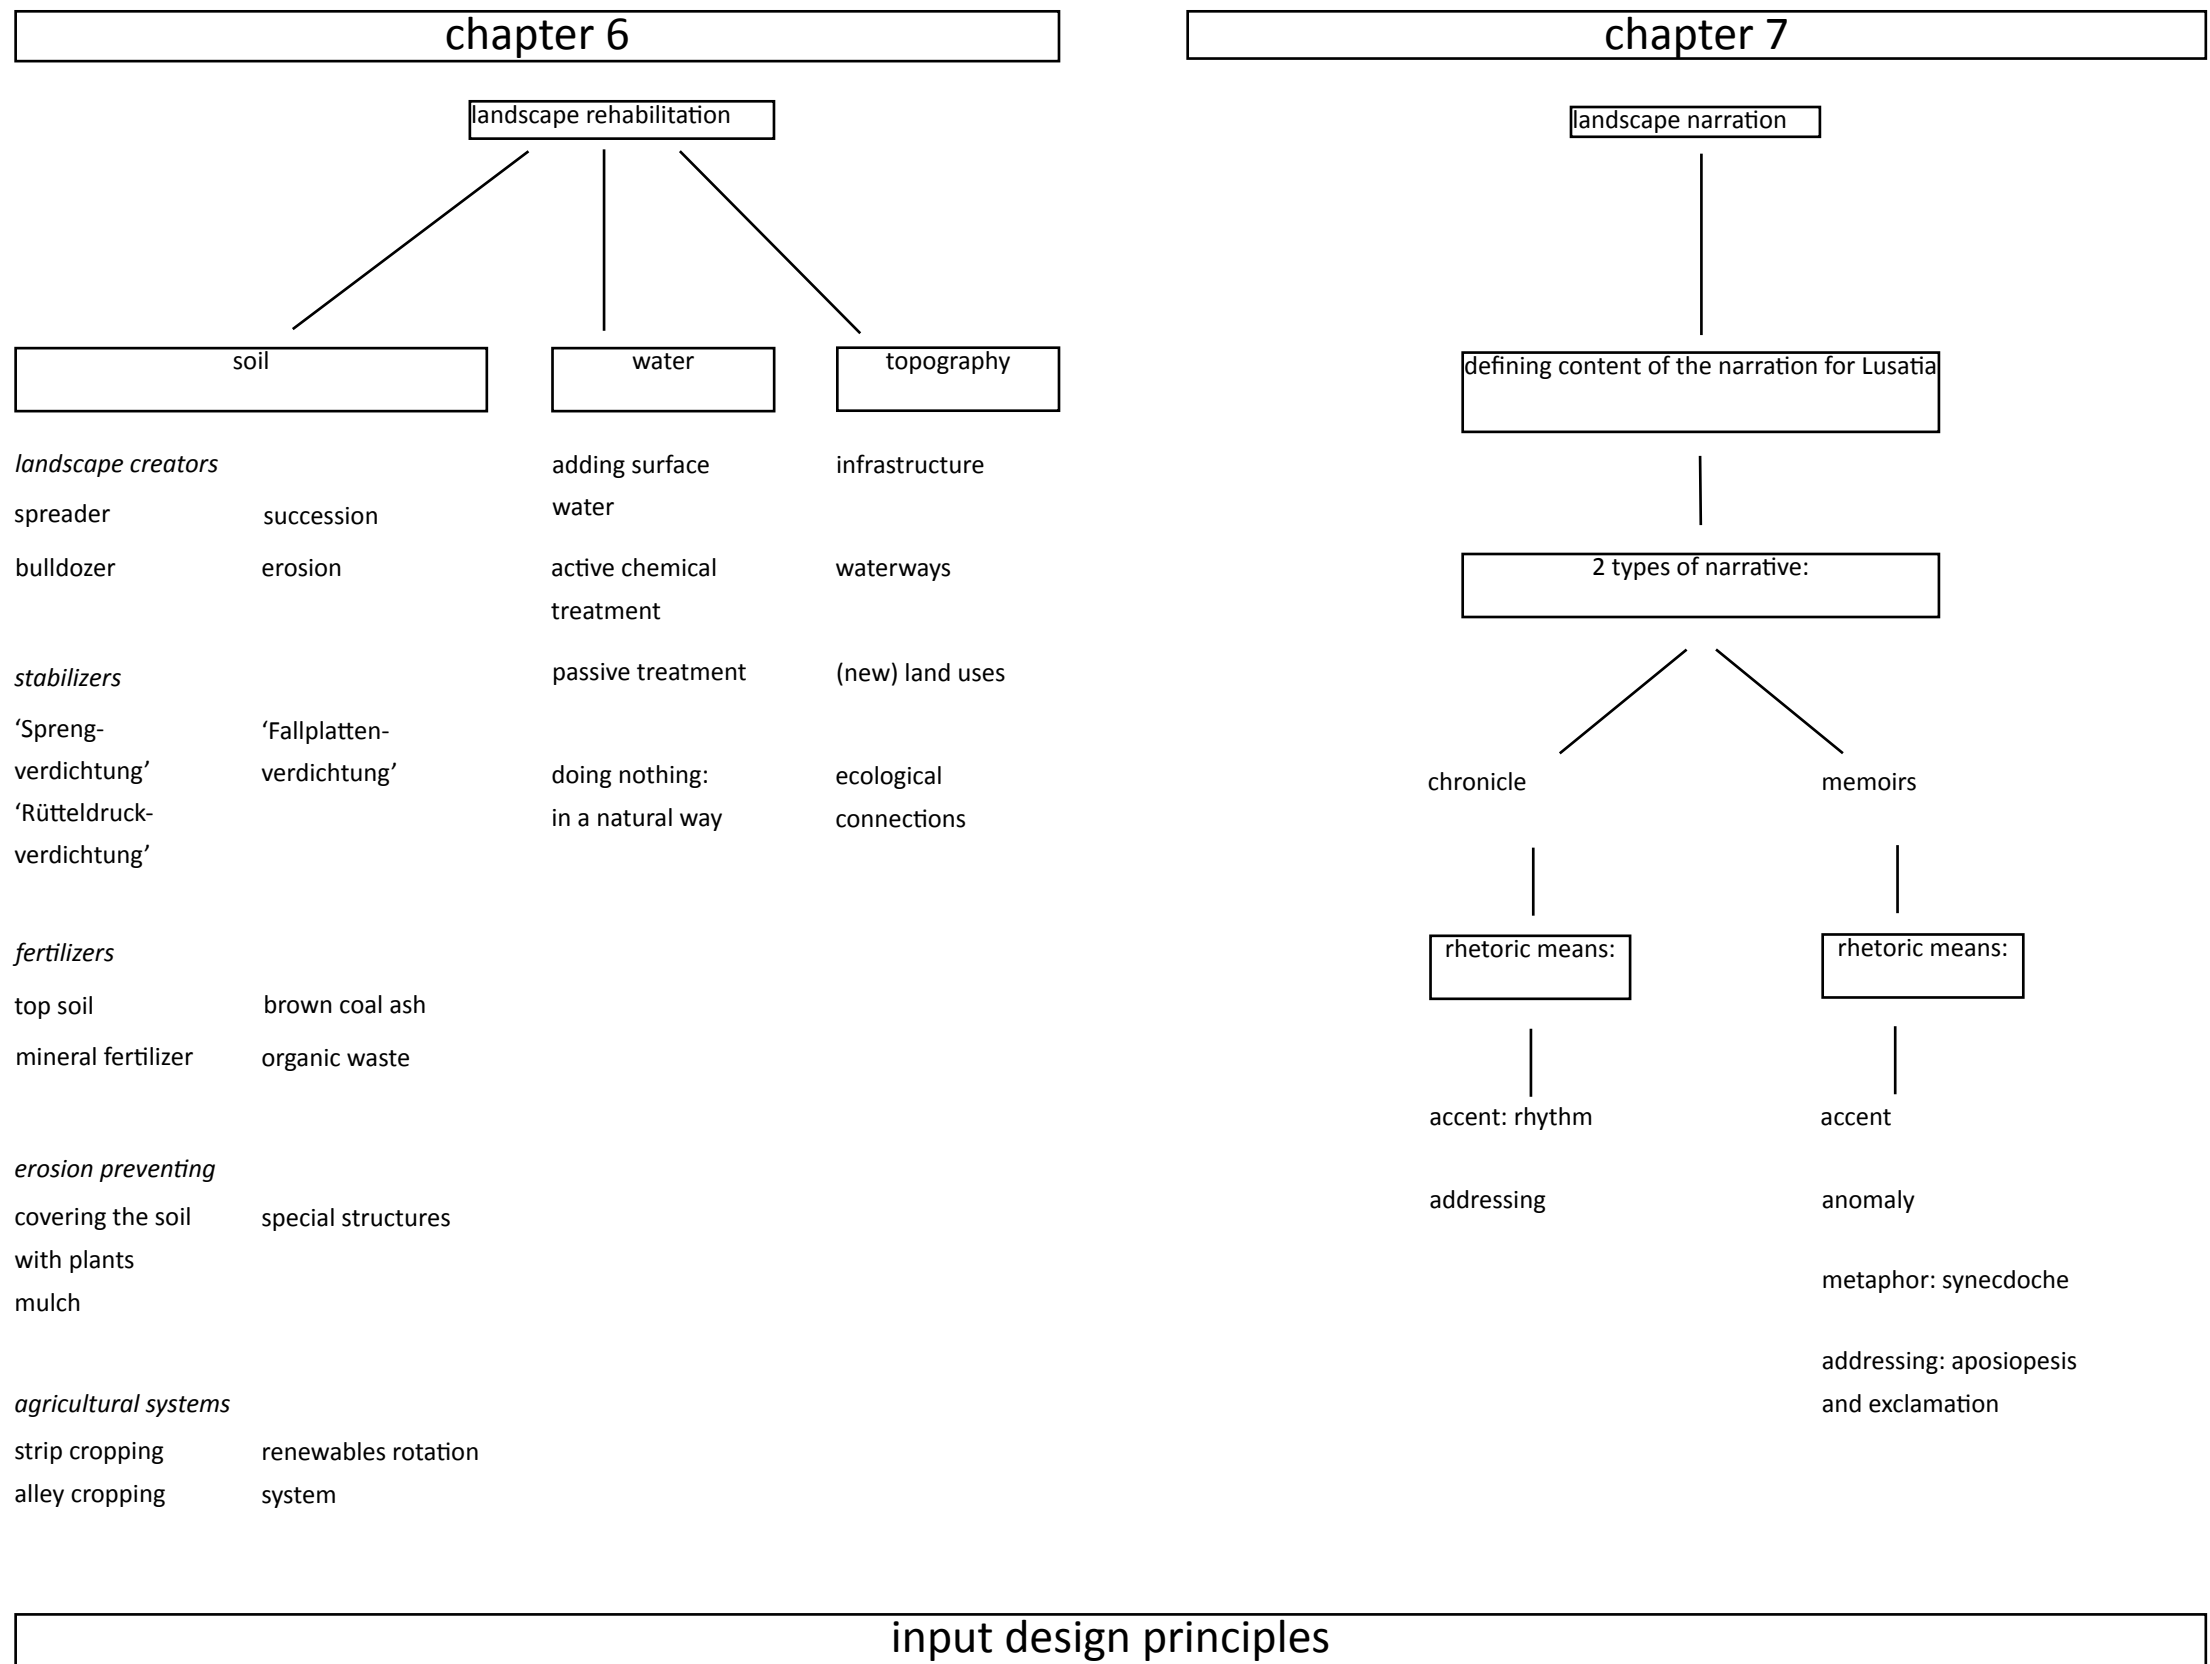 chapter 6
landscape rehabilitation
soil
landscape creators
spreader
bulldozer
succession
erosion
stabilizers
‘Spreng-
verdichtung’
‘Rütteldruck-
verdichtung’
‘Fallplatten-
verdichtung’
fertilizers
top soil
mineral fertilizer
brown coal ash
organic waste
erosion preventing
covering the soil
with plants
mulch
special structures
agricultural systems
strip cropping
alley cropping
renewables rotation
system
water
adding surface
water
active chemical
treatment
passive treatment
doing nothing:
in a natural way
topography
infrastructure
waterways
(new) land uses
ecological
connections
chapter 7
landscape narration
defining content of the narration for Lusatia
2 types of narrative:
chronicle
rhetoric means:
accent: rhythm
addressing
memoirs
rhetoric means:
accent
anomaly
metaphor: synecdoche
addressing: aposiopesis
and exclamation
input design principles